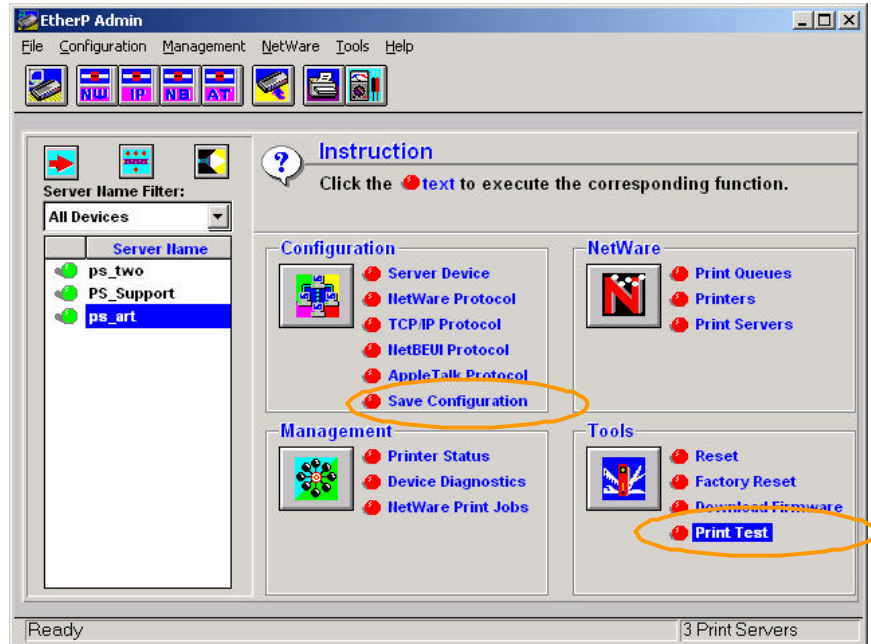 EtherP Admin
File Configuration Management NetWare Tools Help
NW IP NB AT
Instruction
Click the text to execute the corresponding function.
Server Name Filter:
All Devices
Server Name
ps_two
PS_Support
ps_art
Configuration
Server Device
NetWare Protocol
TCP/IP Protocol
NetBEUI Protocol
AppleTalk Protocol
Save Configuration
NetWare
Print Queues
Printers
Print Servers
Management
Printer Status
Device Diagnostics
NetWare Print Jobs
Tools
Reset
Factory Reset
Download Firmware
Print Test
Ready
3 Print Servers